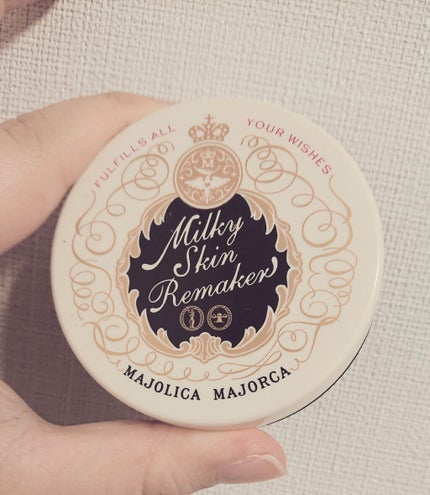 FULFILLS ALL YOUR WISHES
M
Milky
Skin
Remaker
MAJOLICA MAJORCA